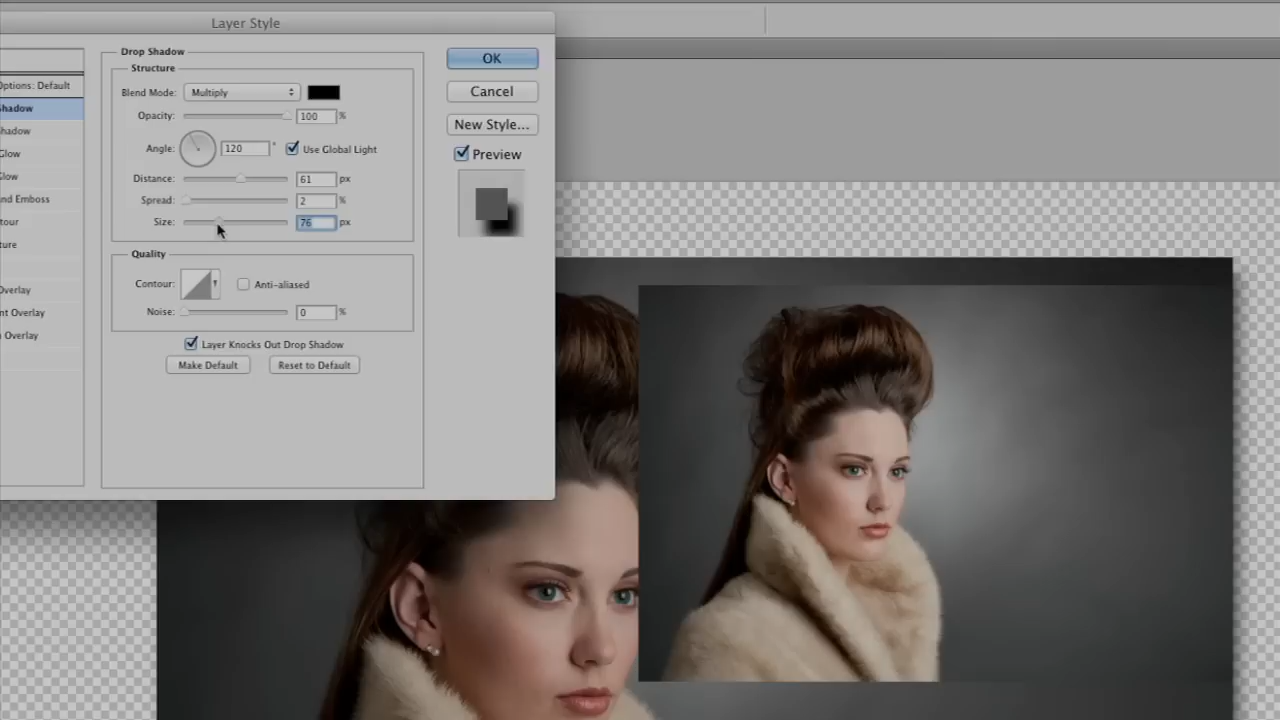 Layer Style
Options: Default
Shadow
Shadow
Glow
Glow
and Emboss
tour
ture
Overlay
nt Overlay
n Overlay
Drop Shadow
Structure
Blend Mode: Multiply
Opacity: 100 %
Angle: 120 ° Use Global Light
Distance: 61 px
Spread: 2 %
Size: 76 px
Quality
Contour: Anti-aliased
Noise: 0 %
Layer Knocks Out Drop Shadow
Make Default Reset to Default
OK
Cancel
New Style...
Preview